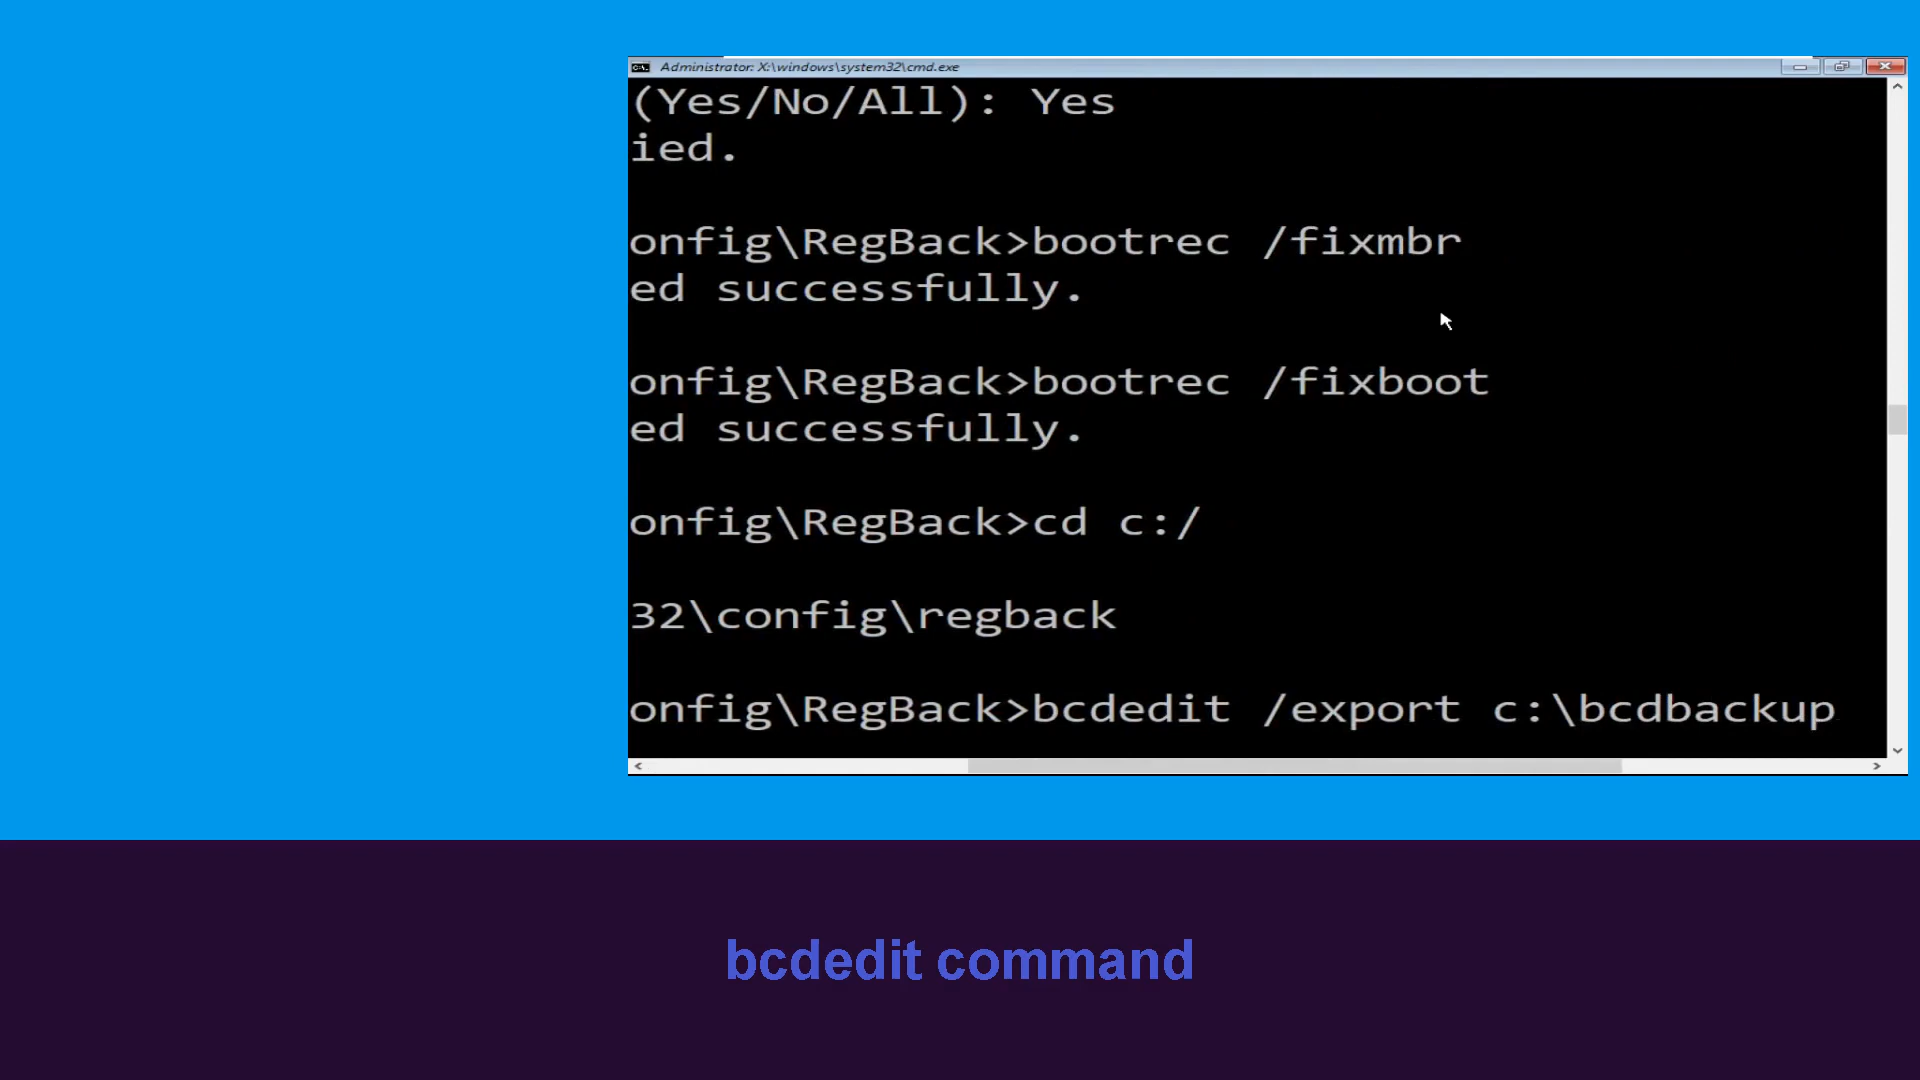 Administrator: X:\windows\system32\cmd.exe
(Yes/No/All): Yes
ied.
onfig\RegBack>bootrec /fixmbr
ed successfully.
onfig\RegBack>bootrec /fixboot
ed successfully.
onfig\RegBack>cd c:/
32\config\regback
onfig\RegBack>bcdedit /export c:\bcdbackup
bcdedit command